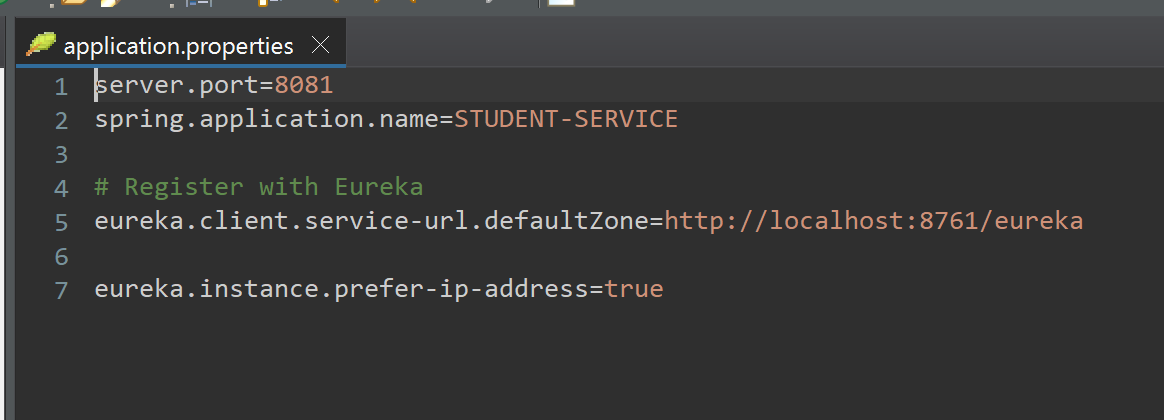 application.properties
1 server.port=8081
2 spring.application.name=STUDENT-SERVICE
3
4 # Register with Eureka
5 eureka.client.service-url.defaultZone=http://localhost:8761/eureka
6
7 eureka.instance.prefer-ip-address=true